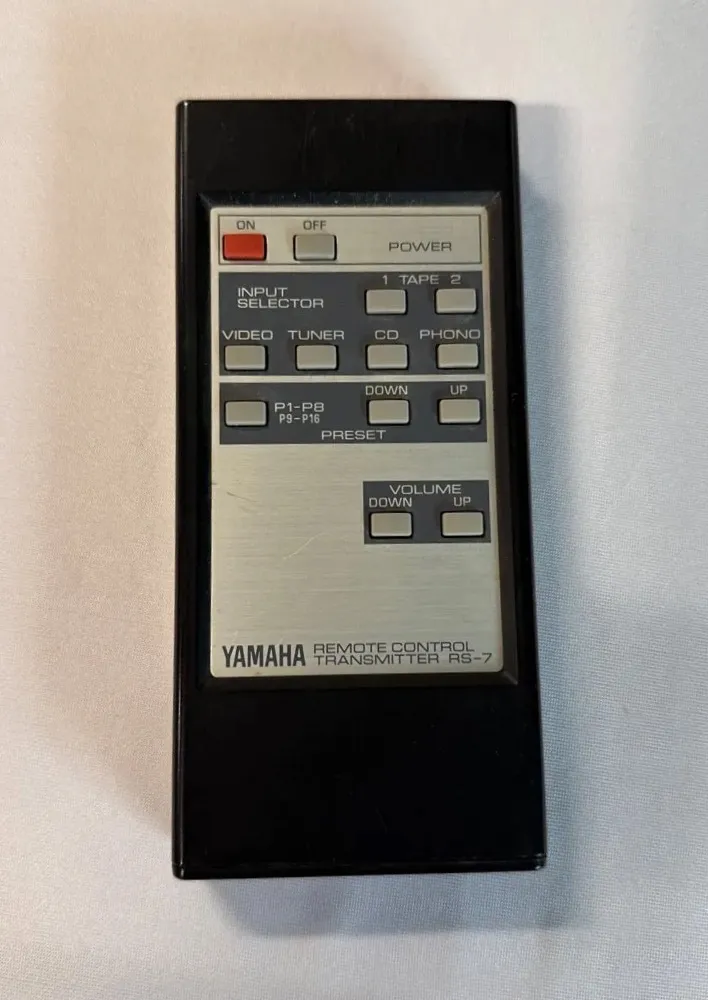 ON OFF
POWER
1 TAPE 2
INPUT
SELECTOR
VIDEO TUNER CD PHONO
DOWN UP
P1-P8
P9-P16
PRESET
VOLUME
DOWN UP
YAMAHA REMOTE CONTROL
TRANSMITTER RS-7